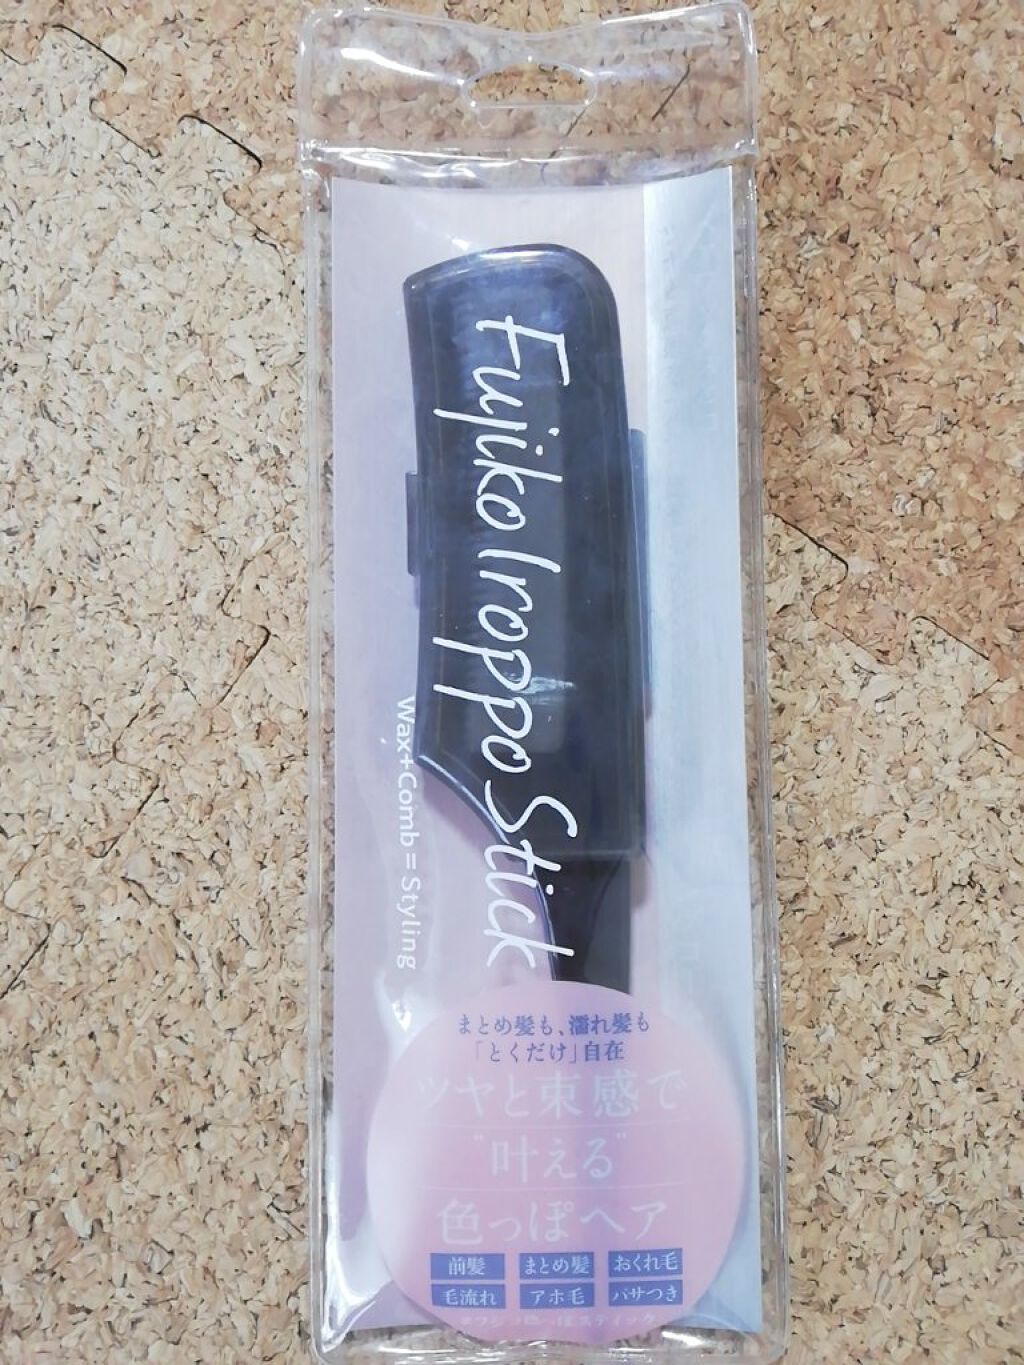 Fujiko Iroppo Stick
Wax+Comb=Styling
まとめ髪も、濡れ髪も
「とくだけ」自在
ツヤと束感で
"叶える"
色っぽヘア
前髪 まとめ髪 おくれ毛
毛流れ アホ毛 パサつき